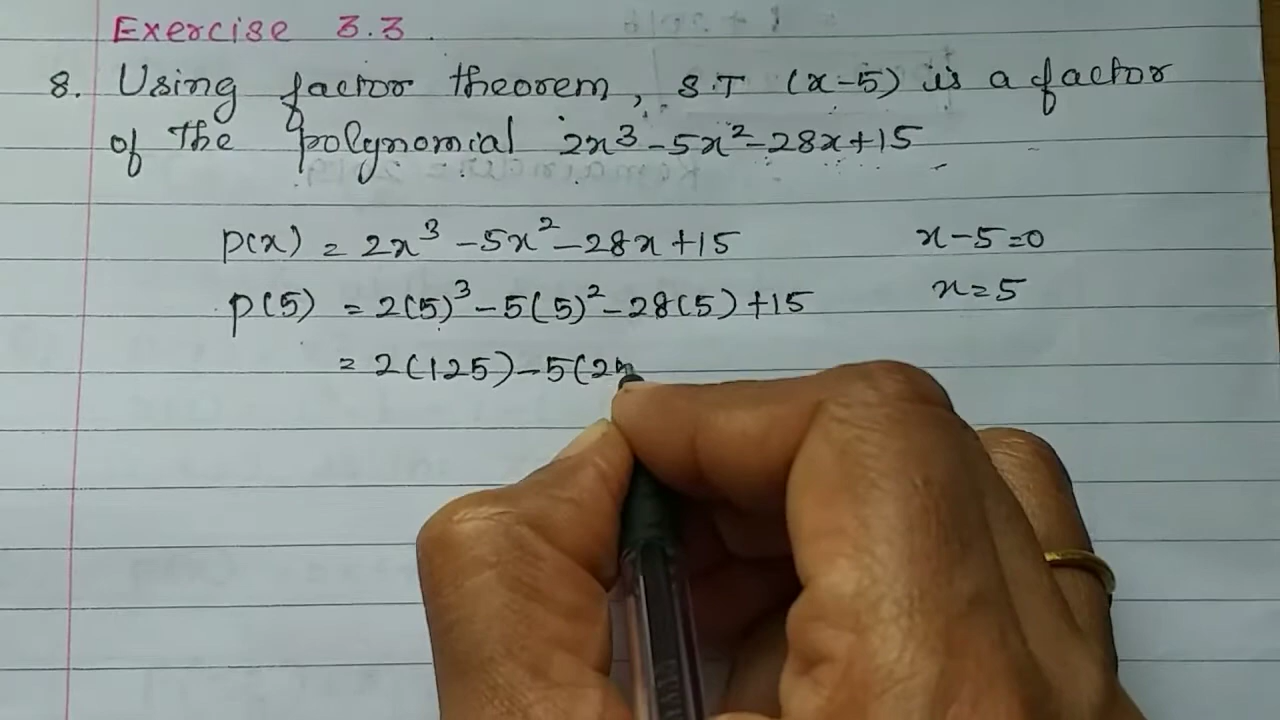 Exercise 3.3.
8. Using factor theorem, S.T (x-5) is a factor
of the polynomial 2x³-5x²-28x+15
p(x) = 2x³-5x²-28x+15
x-5=0
p(5) = 2(5)³-5(5)²-28(5)+15
x=5
= 2(125)-5(25